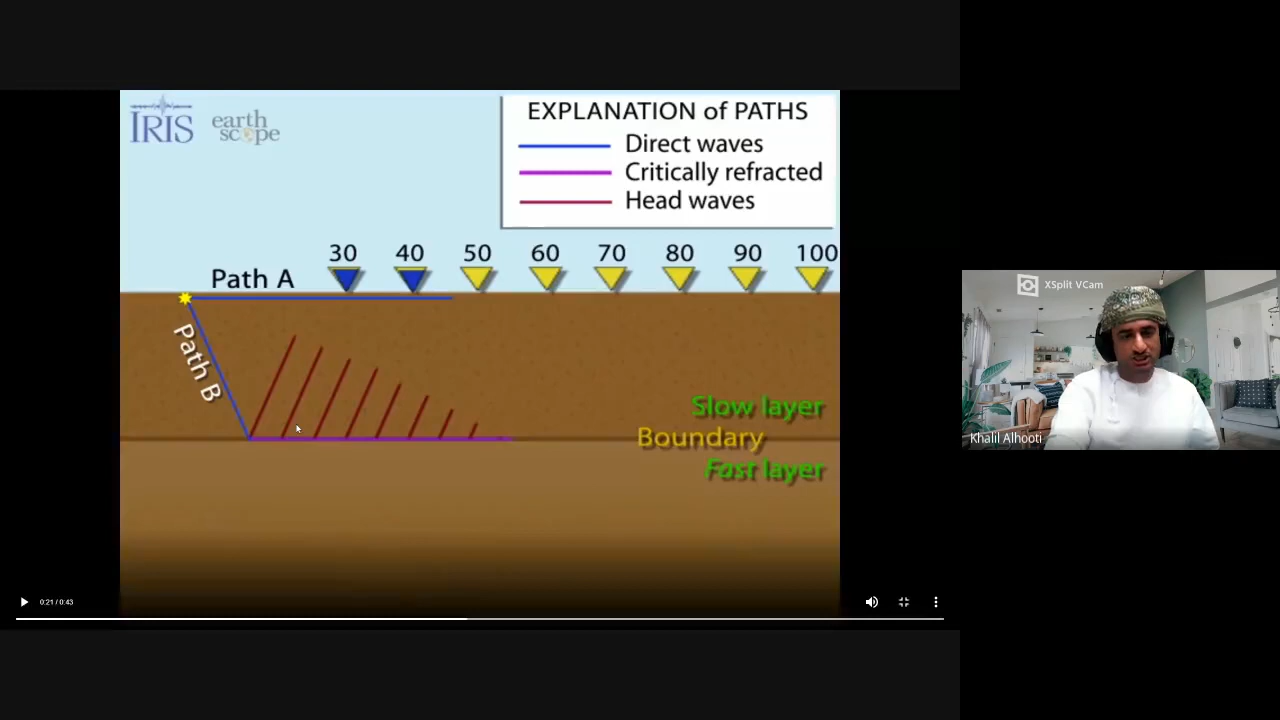 IRIS
earth
scope
EXPLANATION of PATHS
Direct waves
Critically refracted
Head waves
30 40 50 60 70 80 90 100
Path A
Path B
Slow layer
Boundary
Fast layer
0:21 / 0:43
XSplit VCam
Khalil Alhooti